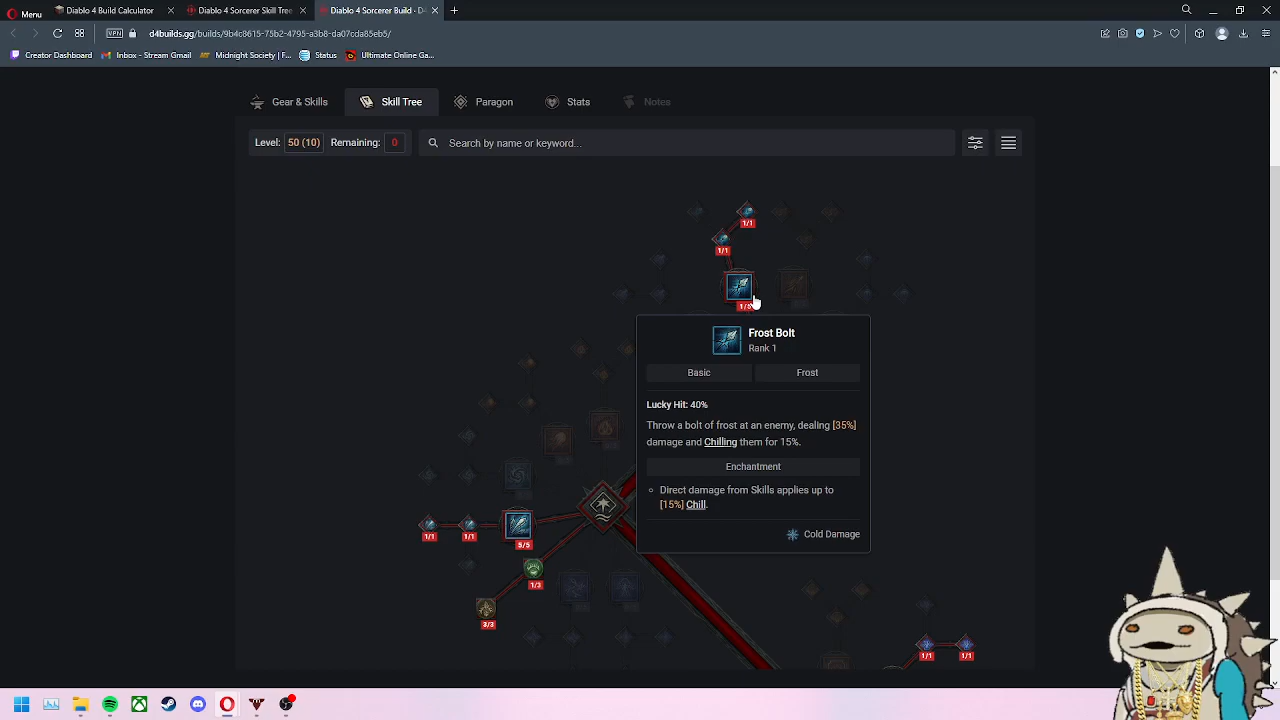 Menu
Diablo 4 Build Calculator
Diablo 4 Sorcerer Skill Tree
Diablo 4 Sorcerer Build - D4
VPN
d4builds.gg/builds/9b4c8615-75b2-4795-a3b8-da07cda85eb5/
Creator Dashboard
Inbox - Stream Gmail
Midnight Society | F...
Status
Ultimate Online Ga...
Gear & Skills
Skill Tree
Paragon
Stats
Notes
Level: 50 (10) Remaining: 0
Search by name or keyword...
1/1
1/1
Frost Bolt
Rank 1
Basic
Frost
Lucky Hit: 40%
Throw a bolt of frost at an enemy, dealing [35%]
damage and Chilling them for 15%.
Enchantment
Direct damage from Skills applies up to
[15%] Chill.
Cold Damage
1/1
1/1
5/5
1/3
3/3
1/1
1/1